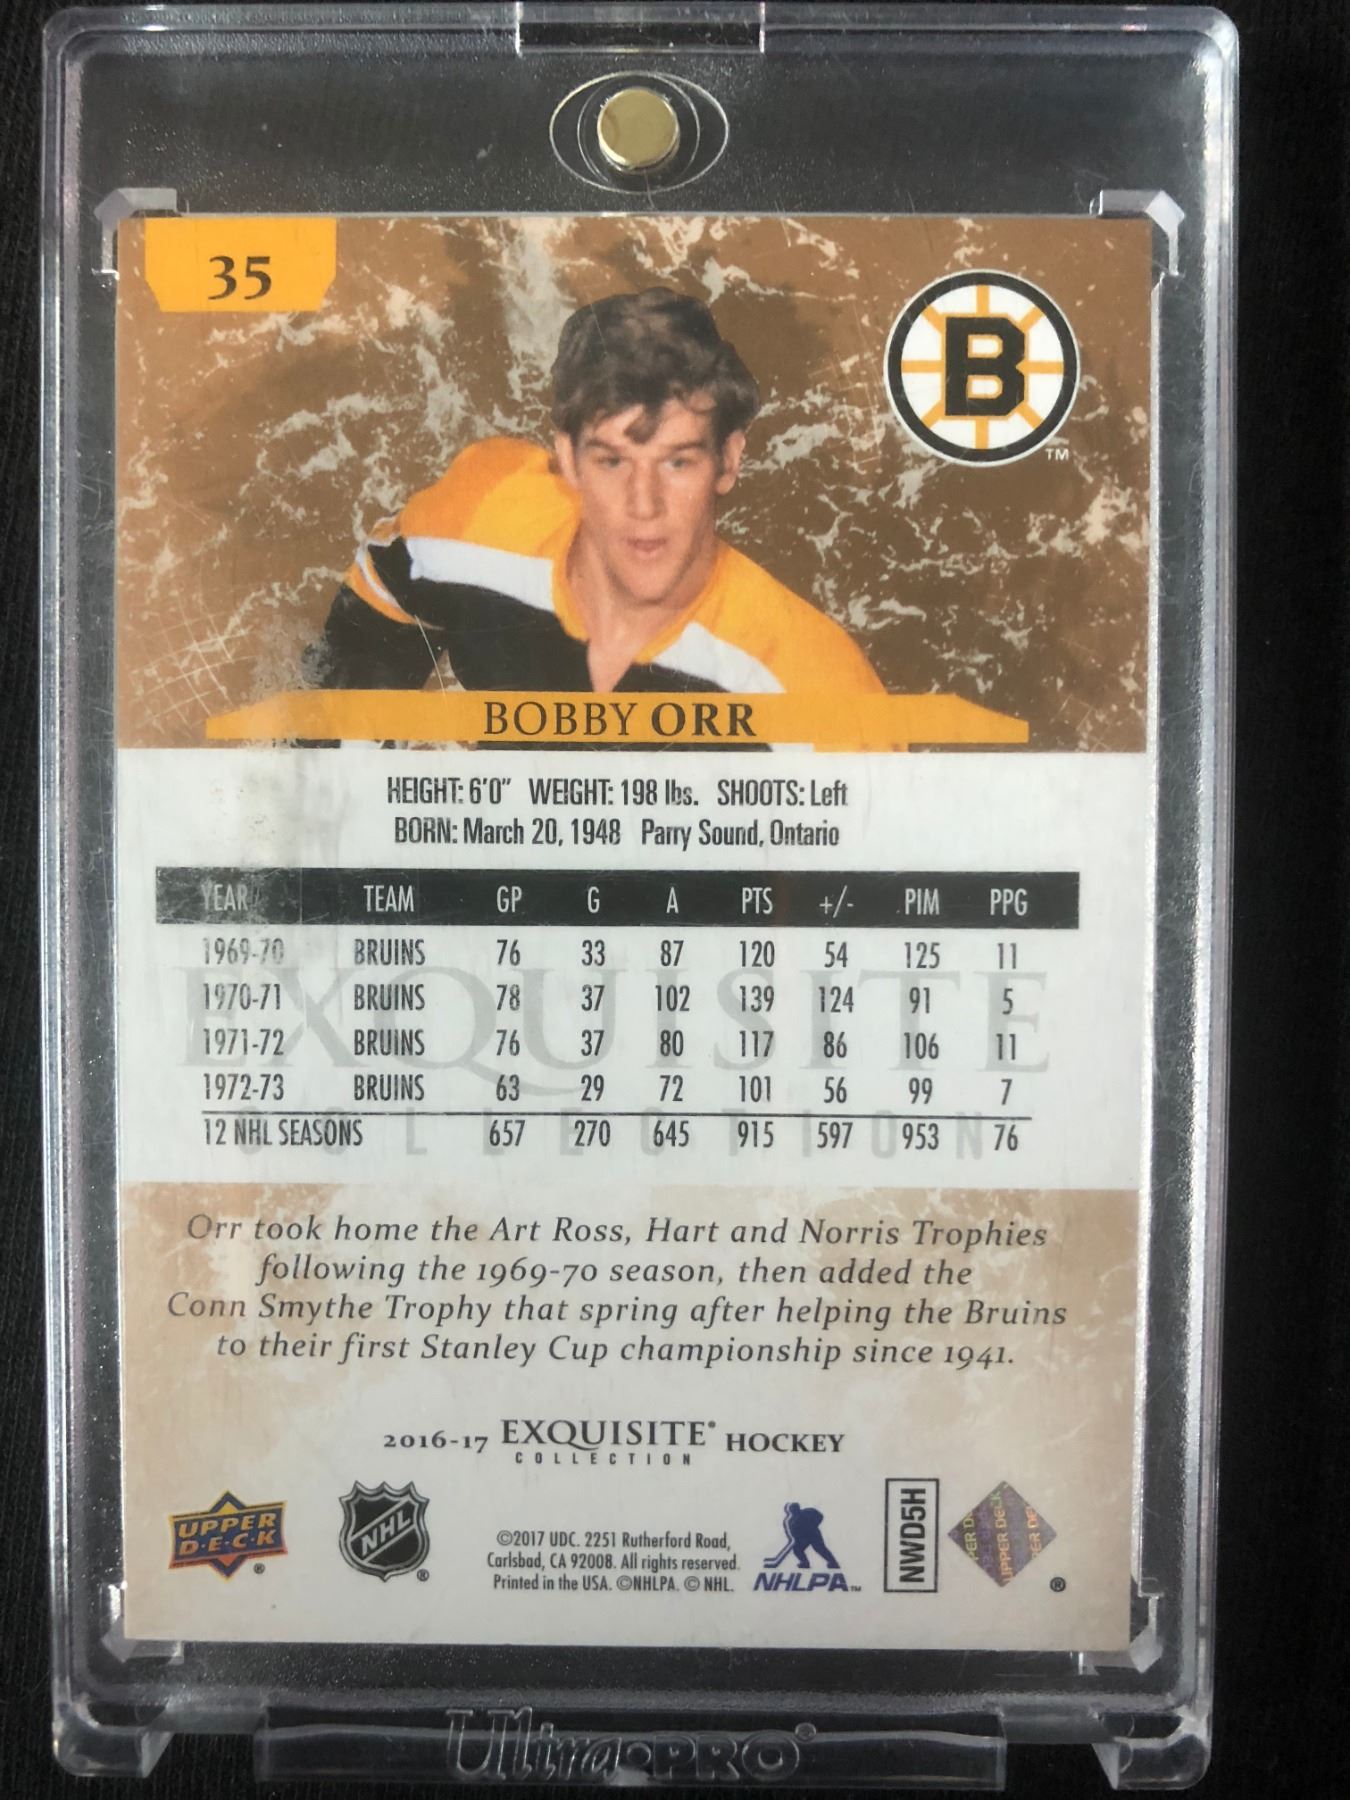 35
B
TM
BOBBY ORR
HEIGHT: 6'0" WEIGHT: 198 lbs. SHOOTS: Left
BORN: March 20, 1948 Parry Sound, Ontario
YEAR TEAM GP G A PTS +/- PIM PPG
1969-70 BRUINS 76 33 87 120 54 125 11
1970-71 BRUINS 78 37 102 139 124 91 5
1971-72 BRUINS 76 37 80 117 86 106 11
1972-73 BRUINS 63 29 72 101 56 99 7
12 NHL SEASONS 657 270 645 915 597 953 76
EXQUISITE
COLLECTION
Orr took home the Art Ross, Hart and Norris Trophies
following the 1969-70 season, then added the
Conn Smythe Trophy that spring after helping the Bruins
to their first Stanley Cup championship since 1941.
2016-17 EXQUISITE® HOCKEY
COLLECTION
UPPER
D·E·C·K
®
NHL
®
©2017 UDC. 2251 Rutherford Road,
Carlsbad, CA 92008. All rights reserved.
Printed in the USA. ©NHLPA. © NHL.
NHLPA™
NWD5H
UPPER DECK
®
Ultra•PRO®